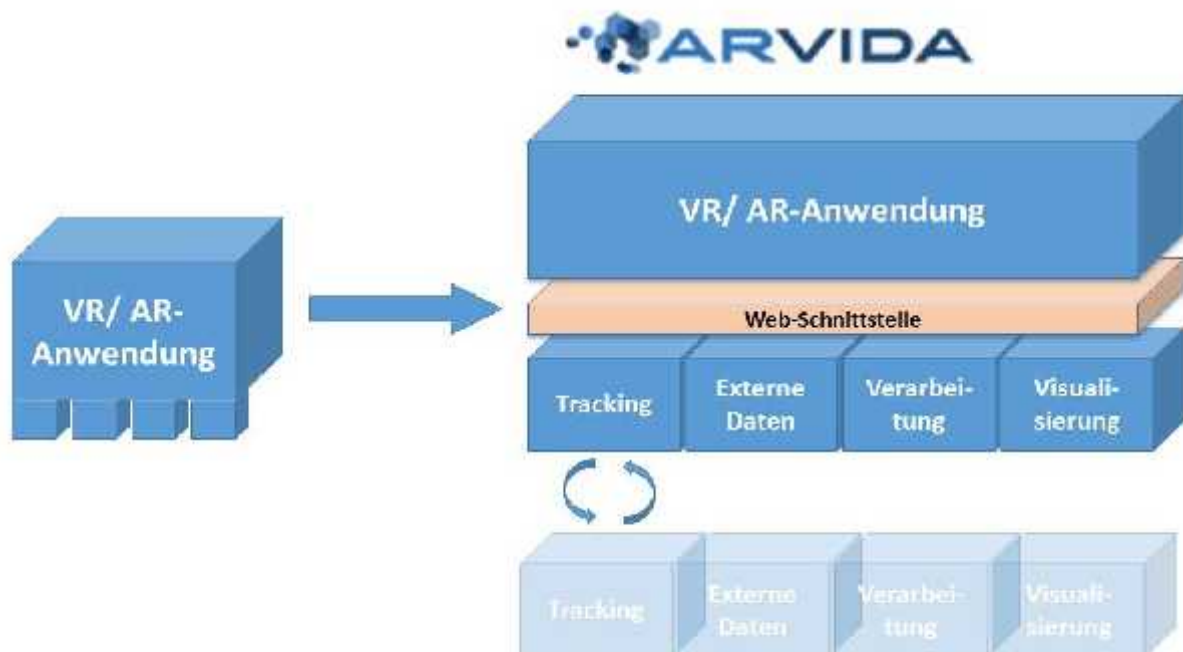 ARVIDA
VR/ AR-Anwendung
VR/ AR-
Anwendung
Web-Schnittstelle
Tracking
Externe
Daten
Verarbei-
tung
Visuali-
sierung
Tracking
Externe
Daten
Verarbei-
tung
Visuali-
sierung